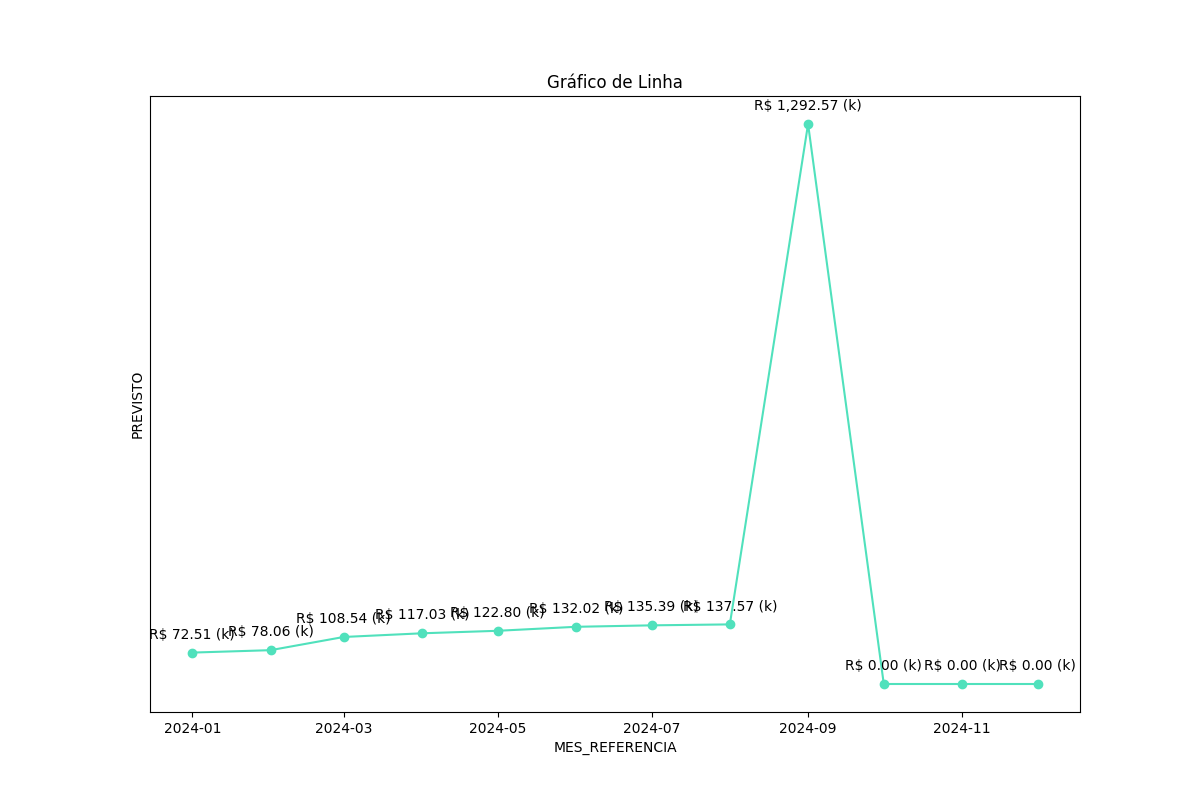 Gráfico de Linha
R$ 1,292.57 (k)
PREVISTO
R$ 72.51 (k)
R$ 78.06 (k)
R$ 108.54 (k)
R$ 117.03 (k)
R$ 122.80 (k)
R$ 132.02 (k)
R$ 135.39 (k)
R$ 137.57 (k)
R$ 0.00 (k)
R$ 0.00 (k)
R$ 0.00 (k)
2024-01
2024-03
2024-05
2024-07
2024-09
2024-11
MES_REFERENCIA